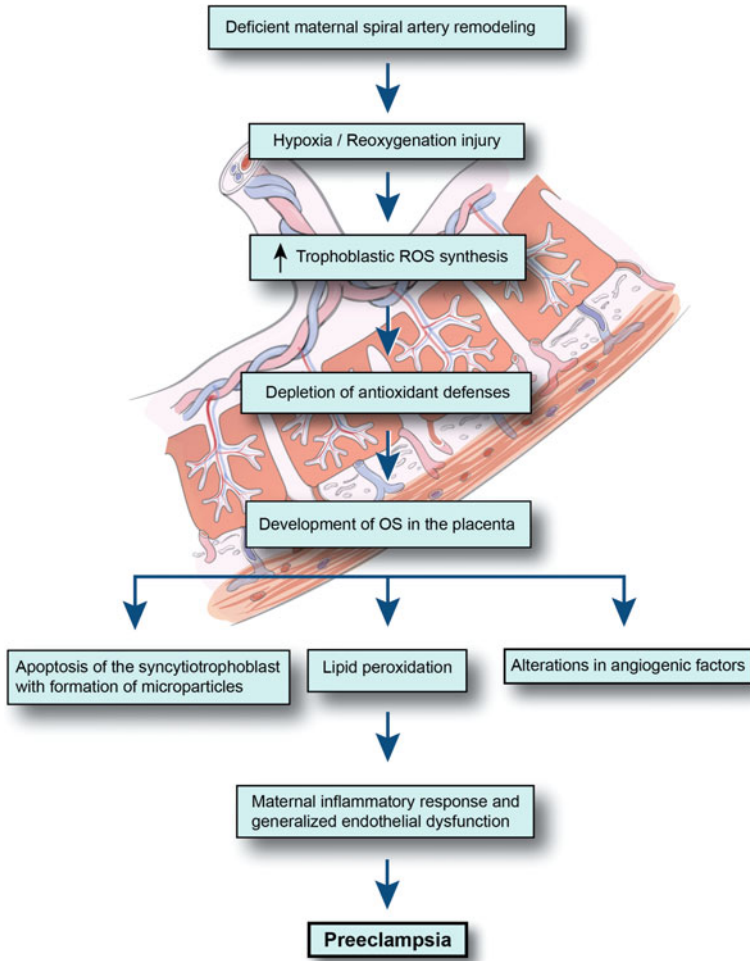 Deficient maternal spiral artery remodeling
Hypoxia / Reoxygenation injury
↑ Trophoblastic ROS synthesis
Depletion of antioxidant defenses
Development of OS in the placenta
Apoptosis of the syncytiotrophoblast
with formation of microparticles
Lipid peroxidation
Alterations in angiogenic factors
Maternal inflammatory response and
generalized endothelial dysfunction
Preeclampsia